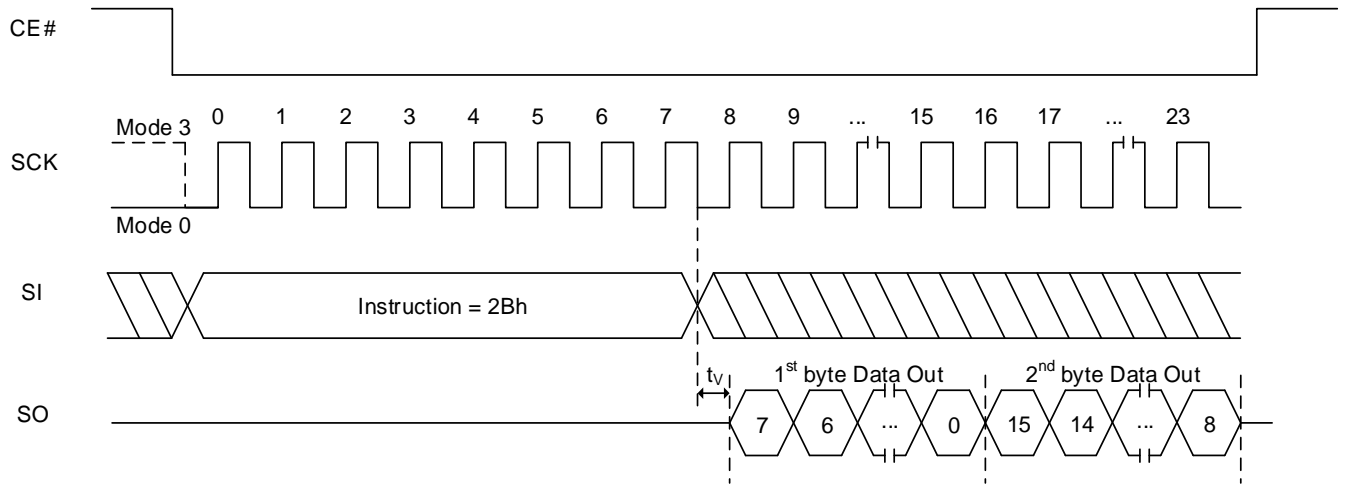 CE#
0 1 2 3 4 5 6 7 8 9 ... 15 16 17 ... 23
Mode 3
SCK
Mode 0
SI
Instruction = 2Bh
tV 1st byte Data Out 2nd byte Data Out
SO
7 6 ... 0 15 14 ... 8